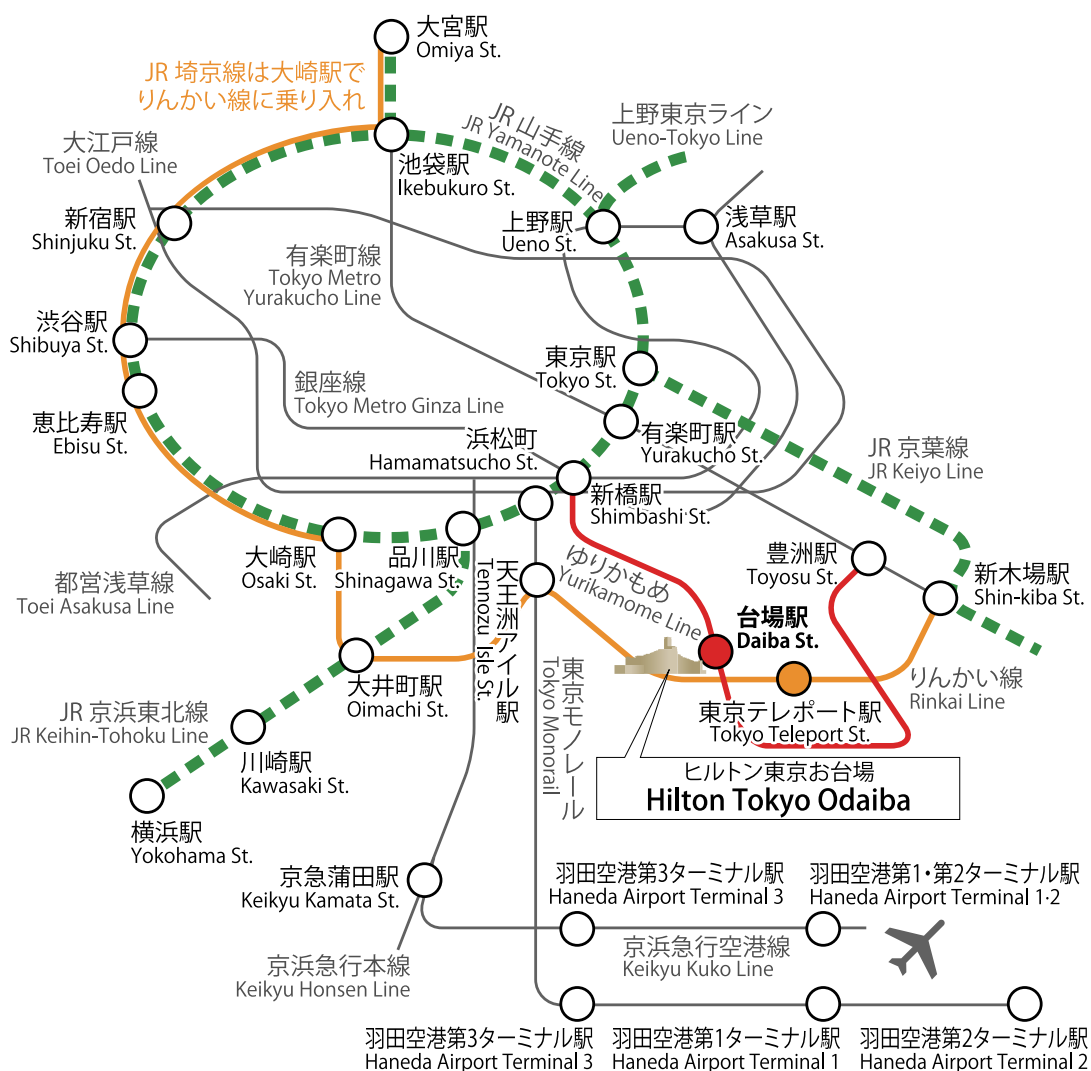 大宮駅
Omiya St.
JR 埼京線は大崎駅で
りんかい線に乗り入れ
JR 山手線
JR Yamanote Line
上野東京ライン
Ueno-Tokyo Line
大江戸線
Toei Oedo Line
池袋駅
Ikebukuro St.
新宿駅
Shinjuku St.
上野駅
Ueno St.
浅草駅
Asakusa St.
有楽町線
Tokyo Metro
Yurakucho Line
渋谷駅
Shibuya St.
東京駅
Tokyo St.
銀座線
Tokyo Metro Ginza Line
恵比寿駅
Ebisu St.
浜松町
Hamamatsucho St.
有楽町駅
Yurakucho St.
JR 京葉線
JR Keiyo Line
新橋駅
Shimbashi St.
大崎駅
Osaki St.
品川駅
Shinagawa St.
天王洲アイル駅
Tennozu Isle St.
ゆりかもめ
Yurikamome Line
豊洲駅
Toyosu St.
新木場駅
Shin-kiba St.
都営浅草線
Toei Asakusa Line
台場駅
Daiba St.
大井町駅
Oimachi St.
東京モノレール
Tokyo Monorail
東京テレポート駅
Tokyo Teleport St.
りんかい線
Rinkai Line
JR 京浜東北線
JR Keihin-Tohoku Line
川崎駅
Kawasaki St.
ヒルトン東京お台場
Hilton Tokyo Odaiba
横浜駅
Yokohama St.
京急蒲田駅
Keikyu Kamata St.
羽田空港第3ターミナル駅
Haneda Airport Terminal 3
羽田空港第1・第2ターミナル駅
Haneda Airport Terminal 1･2
京浜急行空港線
Keikyu Kuko Line
京浜急行本線
Keikyu Honsen Line
羽田空港第3ターミナル駅
Haneda Airport Terminal 3
羽田空港第1ターミナル駅
Haneda Airport Terminal 1
羽田空港第2ターミナル駅
Haneda Airport Terminal 2